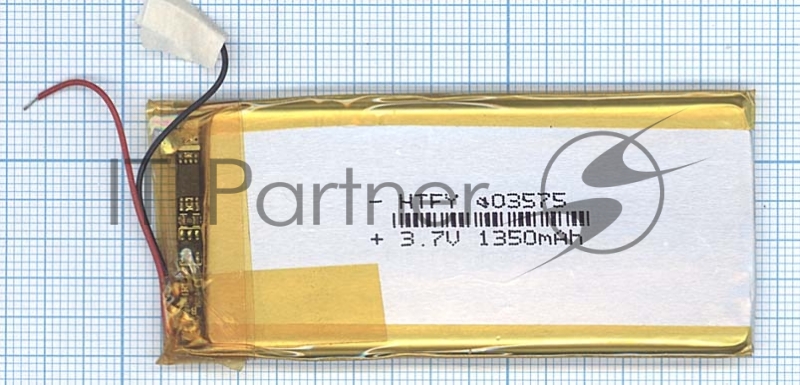 IT Partner
- HTFY 403575
+ 3.7V 1350mAh